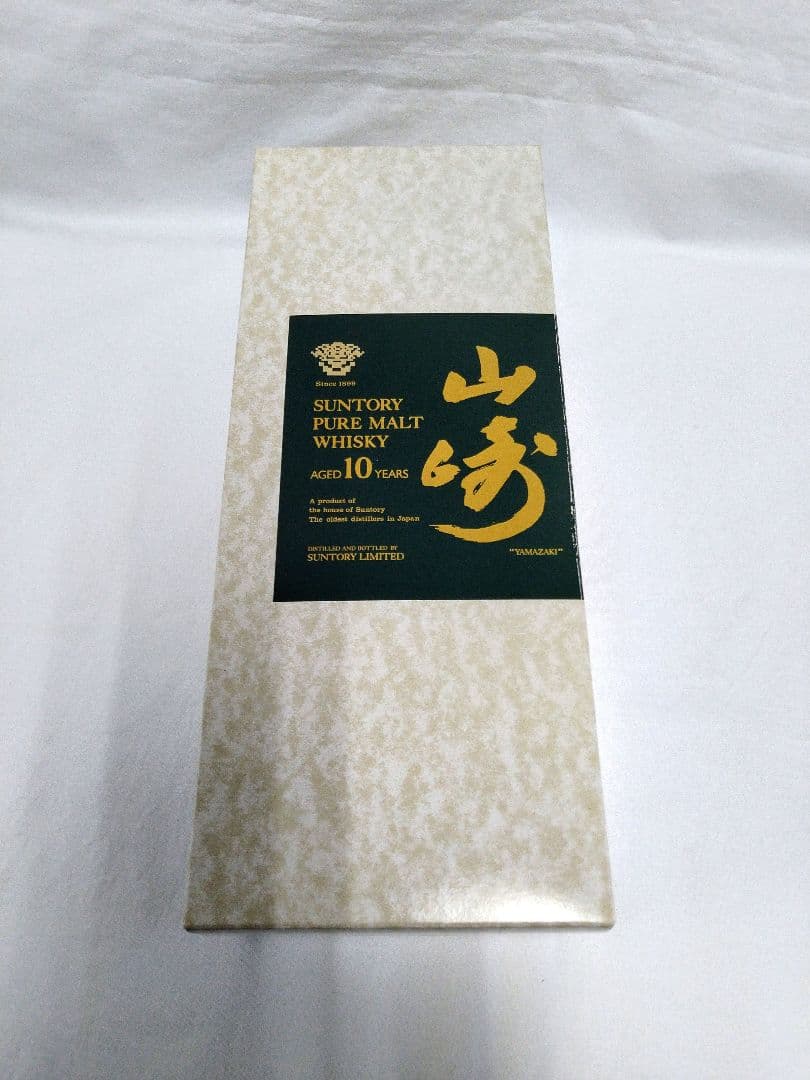 Since 1899
SUNTORY
PURE MALT
WHISKY
AGED 10 YEARS
A product of
the house of Suntory
The oldest distillers in Japan
DISTILLED AND BOTTLED BY
SUNTORY LIMITED
山崎
"YAMAZAKI"